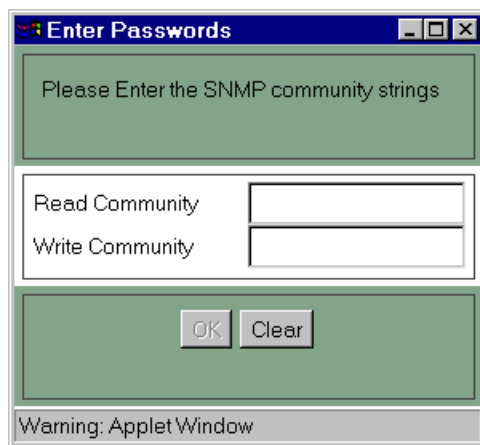 Enter Passwords
Please Enter the SNMP community strings
Read Community
Write Community
OK Clear
Warning: Applet Window